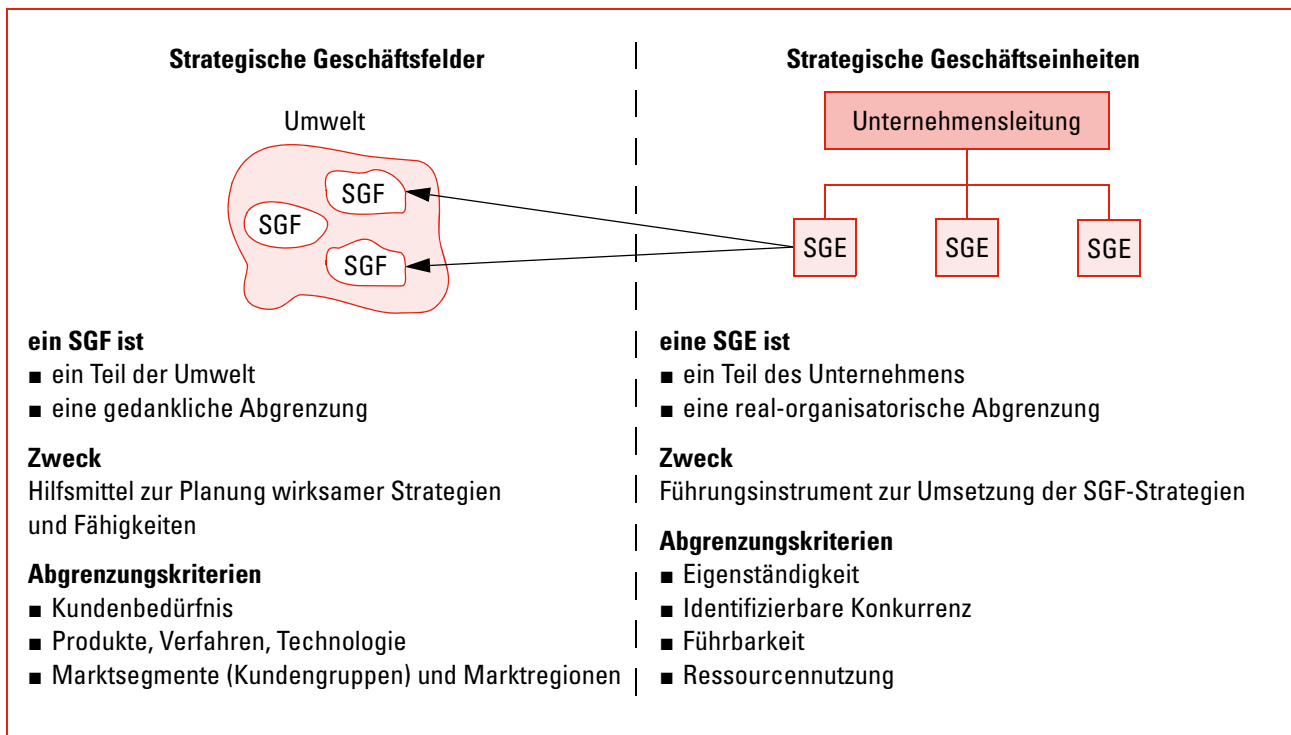 Strategische Geschäftsfelder
Umwelt
SGF
SGF
SGF
ein SGF ist
■ ein Teil der Umwelt
■ eine gedankliche Abgrenzung
Zweck
Hilfsmittel zur Planung wirksamer Strategien
und Fähigkeiten
Abgrenzungskriterien
■ Kundenbedürfnis
■ Produkte, Verfahren, Technologie
■ Marktsegmente (Kundengruppen) und Marktregionen
Strategische Geschäftseinheiten
Unternehmensleitung
SGE
SGE
SGE
eine SGE ist
■ ein Teil des Unternehmens
■ eine real-organisatorische Abgrenzung
Zweck
Führungsinstrument zur Umsetzung der SGF-Strategien
Abgrenzungskriterien
■ Eigenständigkeit
■ Identifizierbare Konkurrenz
■ Führbarkeit
■ Ressourcennutzung